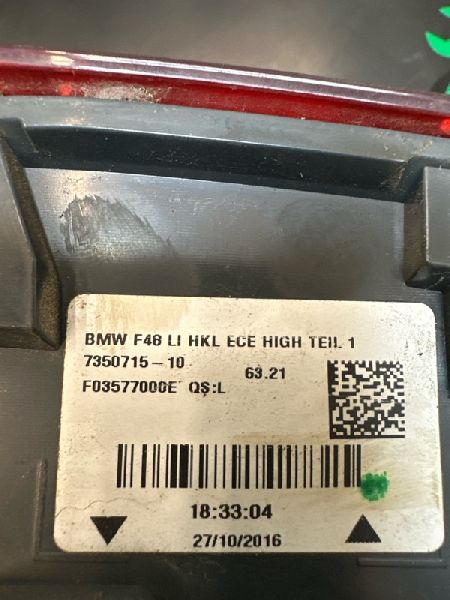 BMW F48 LI HKL ECE HIGH TEIL 1
7350715-10 63.21
F03577000E QS:L
18:33:04
27/10/2016